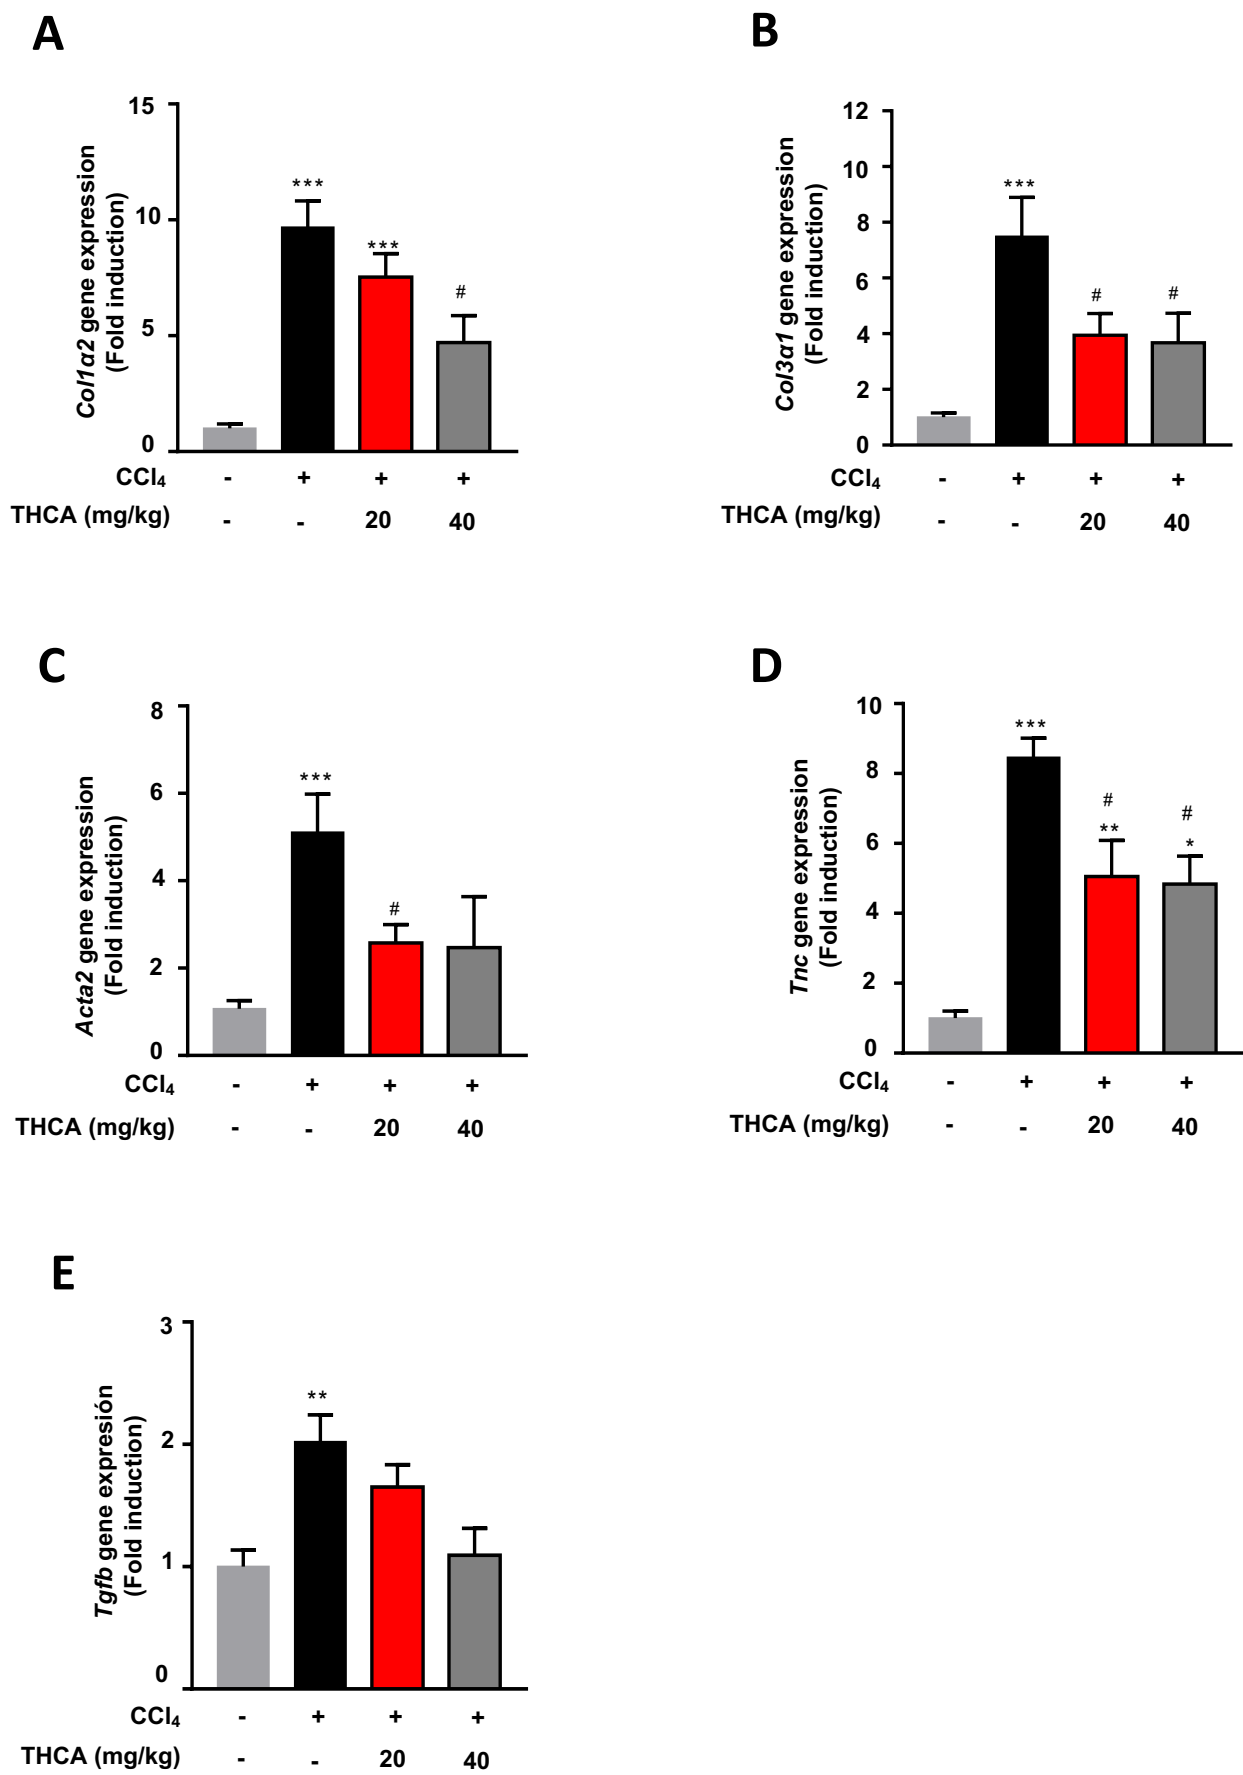 A
15
10
5
0
Col1α2 gene expression
(Fold induction)
***
***
#
CCl₄ - + + +
THCA (mg/kg) - - 20 40
B
12
10
8
6
4
2
0
Col3α1 gene expression
(Fold induction)
***
#
#
CCl₄ - + + +
THCA (mg/kg) - - 20 40
C
8
6
4
2
0
Acta2 gene expression
(Fold induction)
***
#
CCl₄ - + + +
THCA (mg/kg) - - 20 40
D
10
8
6
4
2
0
Tnc gene expression
(Fold induction)
***
#
**
#
*
CCl₄ - + + +
THCA (mg/kg) - - 20 40
E
3
2
1
0
Tgfb gene expresión
(Fold induction)
**
CCl₄ - + + +
THCA (mg/kg) - - 20 40